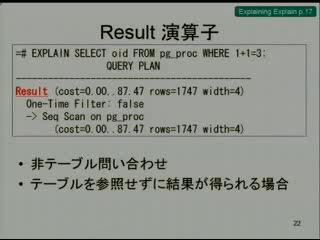 Explaining Explain p.17
Result 演算子
=# EXPLAIN SELECT oid FROM pg_proc WHERE 1+1=3;
QUERY PLAN
-------------------------------------------
Result (cost=0.00..87.47 rows=1747 width=4)
One-Time Filter: false
-> Seq Scan on pg_proc
(cost=0.00..87.47 rows=1747 width=4)
• 非テーブル問い合わせ
• テーブルを参照せずに結果が得られる場合
22